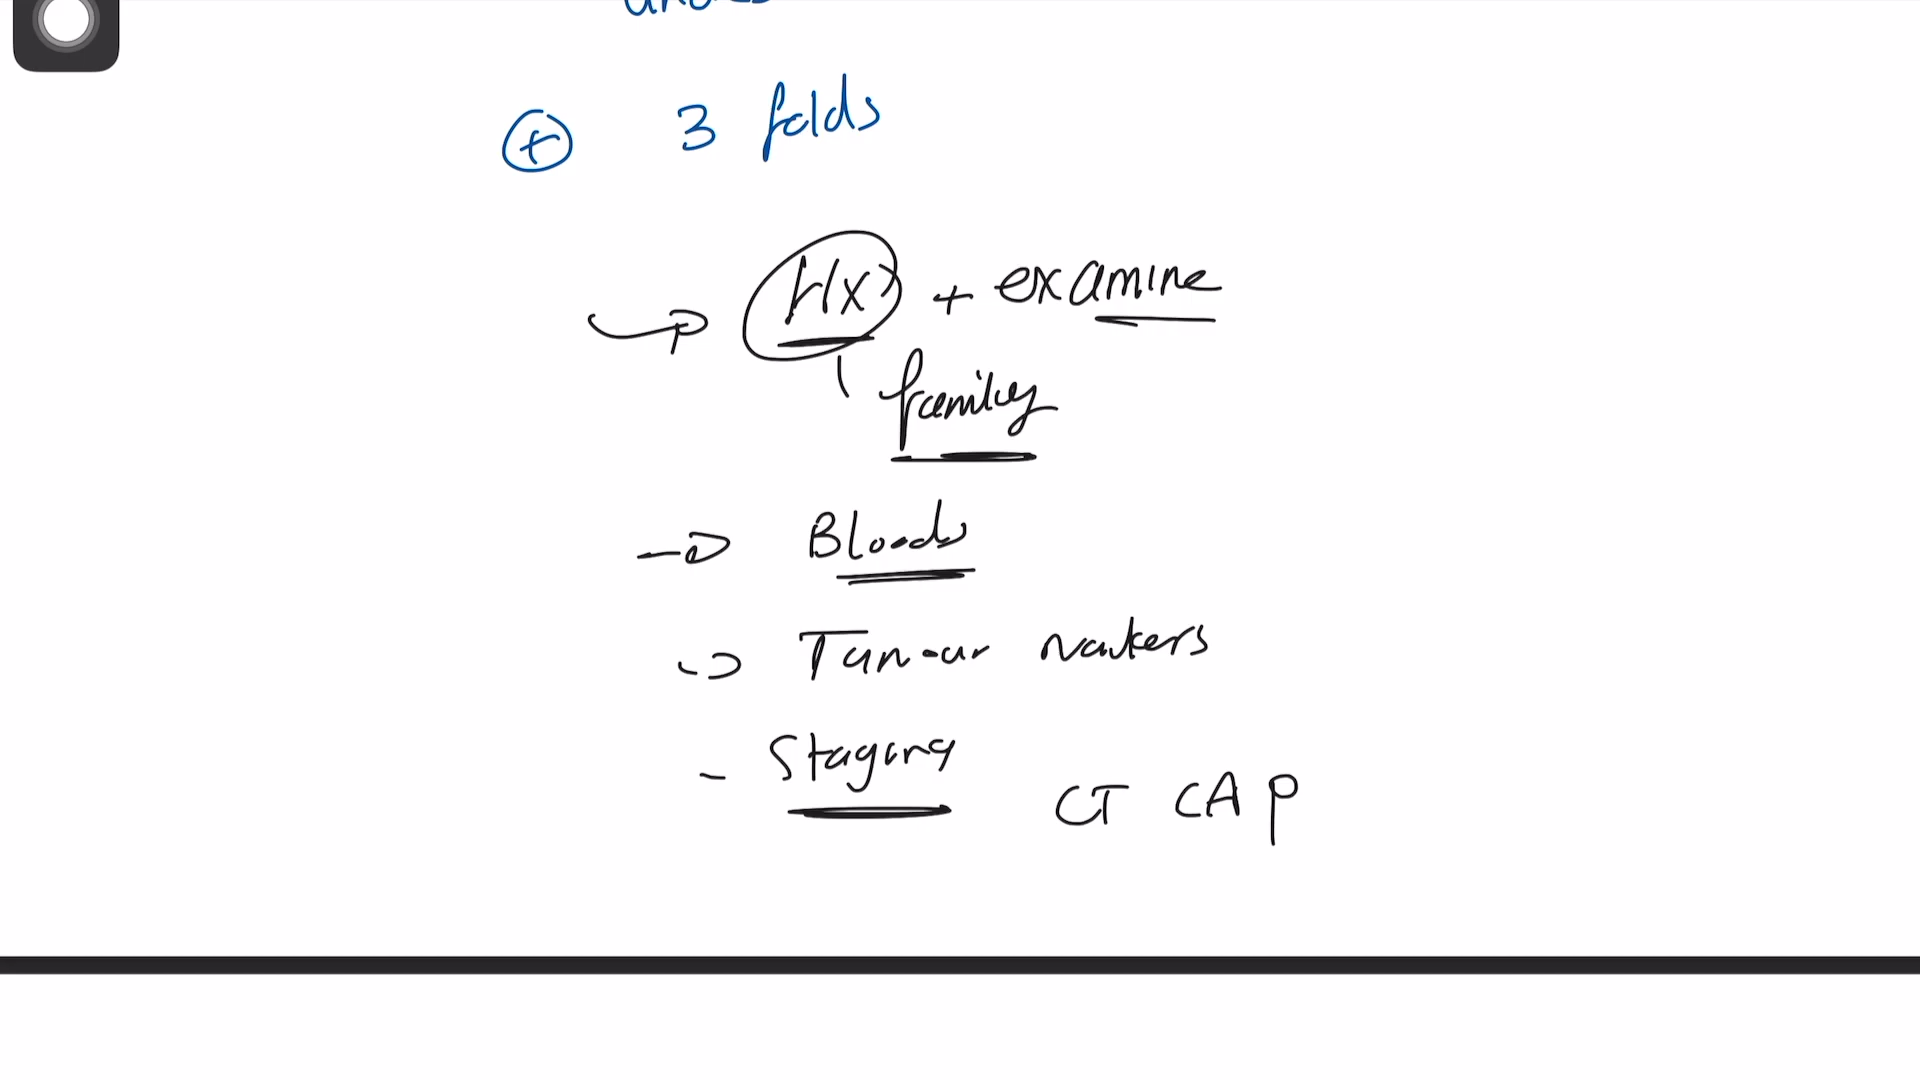 ⊕ 3 folds
Hx + examine
family
→ Bloods
→ Tumour markers
- Staging CT CAP